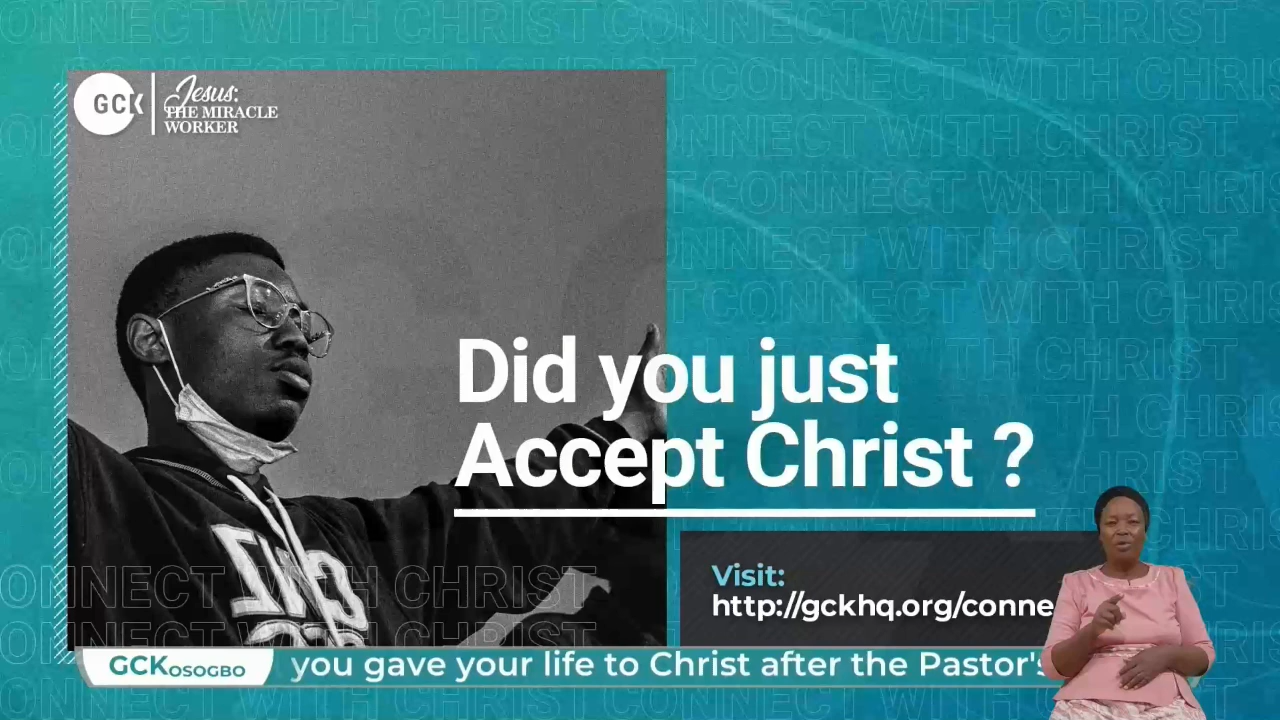 CONNECT WITH CHRIST
GCK
Jesus:
THE MIRACLE
WORKER
Did you just
Accept Christ ?
Visit:
http://gckhq.org/conne
GCKOSOGBO
you gave your life to Christ after the Pastor's